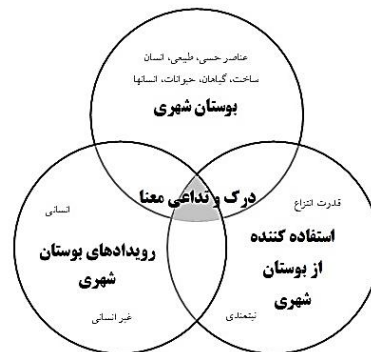 عناصر حسی، طبیعی، انسان
ساخت، گیاهان، حیوانات، انسانها
بوستان شهری
درک و تداعی معنا
انسانی
رویدادهای بوستان
شهری
غیر انسانی
قدرت انتزاع
استفاده کننده
از بوستان
شهری
نیتمندی